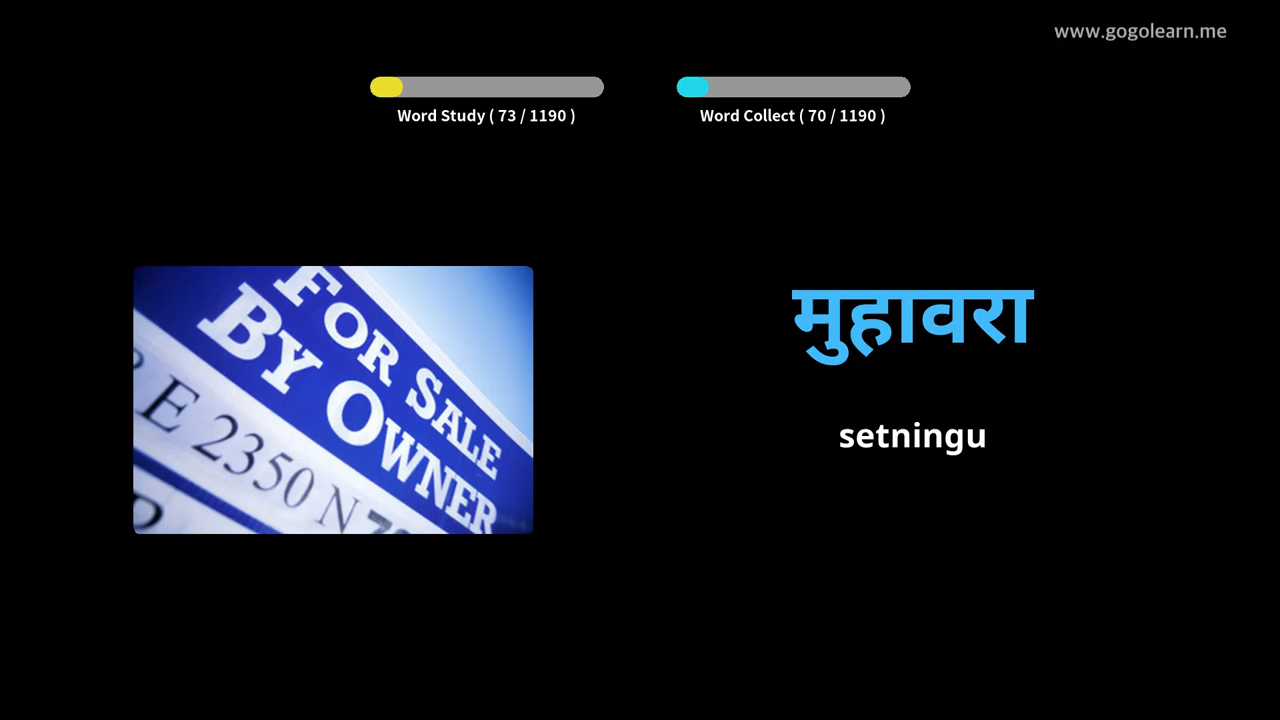 www.gogolearn.me
Word Study ( 73 / 1190 )
Word Collect ( 70 / 1190 )
FOR SALE
BY OWNER
E 2350 N
मुहावरा
setningu